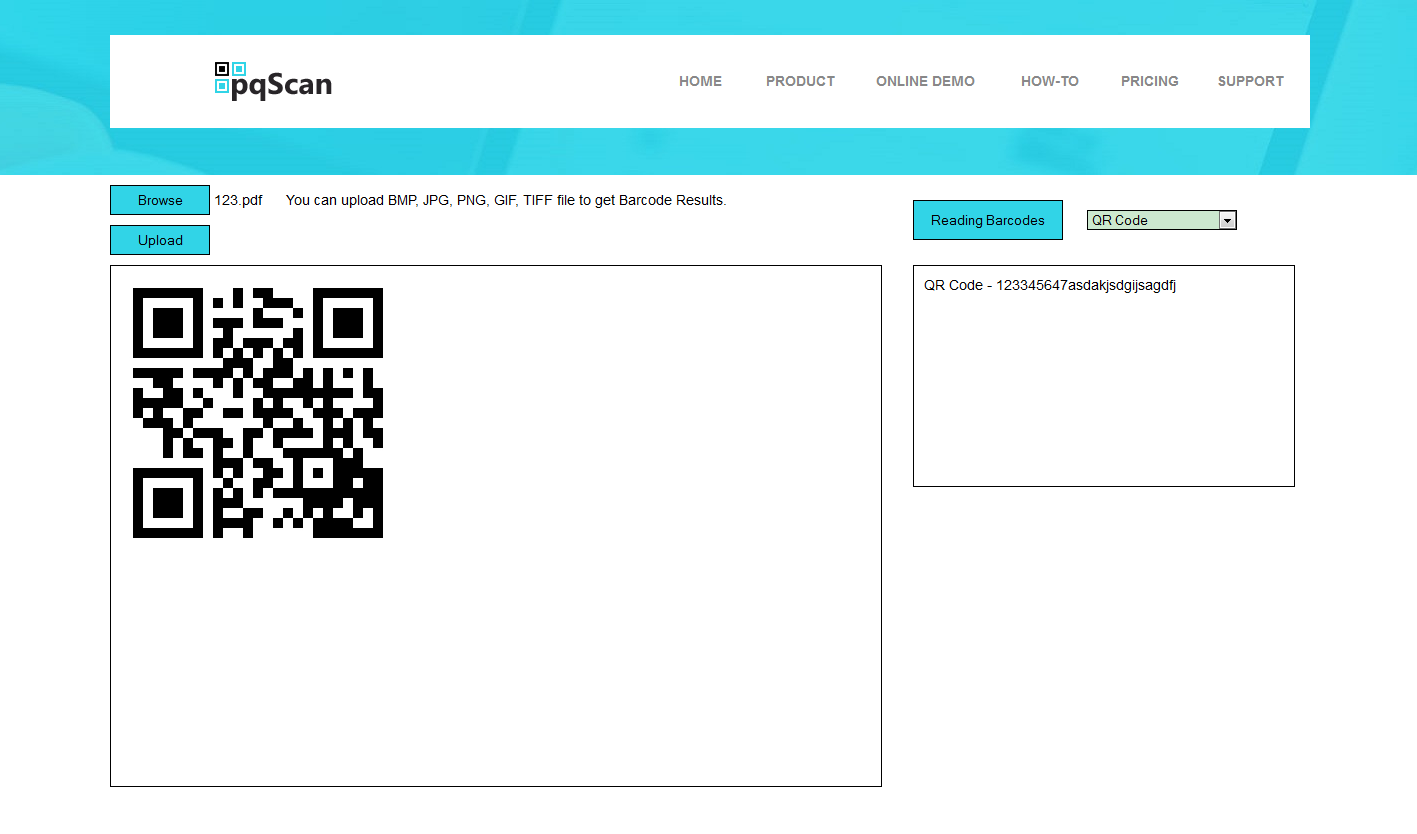 pqScan
HOME PRODUCT ONLINE DEMO HOW-TO PRICING SUPPORT
Browse 123.pdf You can upload BMP, JPG, PNG, GIF, TIFF file to get Barcode Results.
Upload
Reading Barcodes QR Code
QR Code - 123345647asdakjsdgijsagdfj